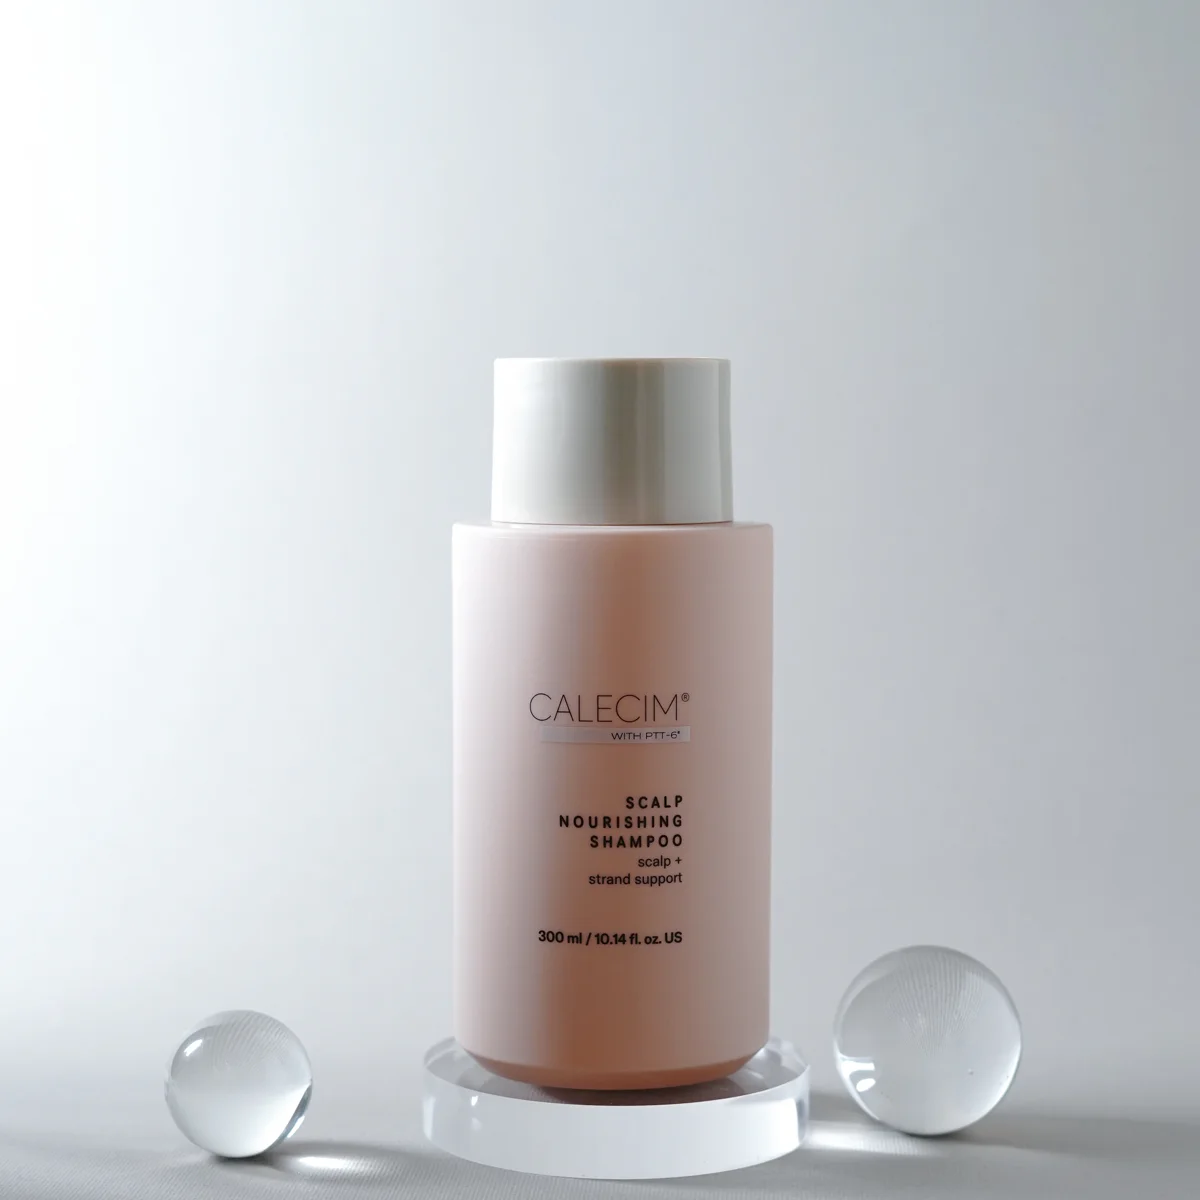 CALECIM®
WITH PTT-6®
SCALP
NOURISHING
SHAMPOO
scalp +
strand support
300 ml / 10.14 fl. oz. US